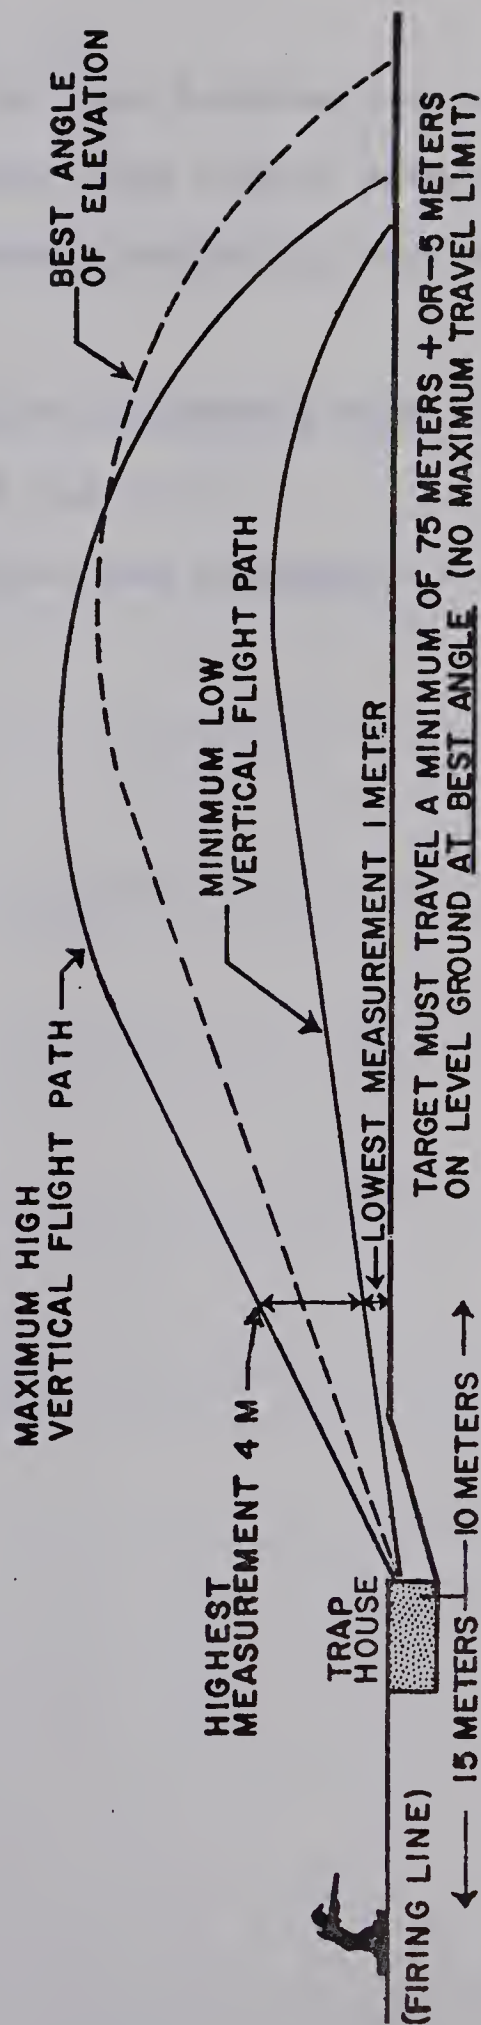 MAXIMUM HIGH
VERTICAL FLIGHT PATH
BEST ANGLE
OF ELEVATION
HIGHEST
MEASUREMENT 4 M
MINIMUM LOW
VERTICAL FLIGHT PATH
TRAP
HOUSE
LOWEST MEASUREMENT 1 METER
(FIRING LINE)
15 METERS
10 METERS
TARGET MUST TRAVEL A MINIMUM OF 75 METERS + OR - 5 METERS
ON LEVEL GROUND AT BEST ANGLE (NO MAXIMUM TRAVEL LIMIT)